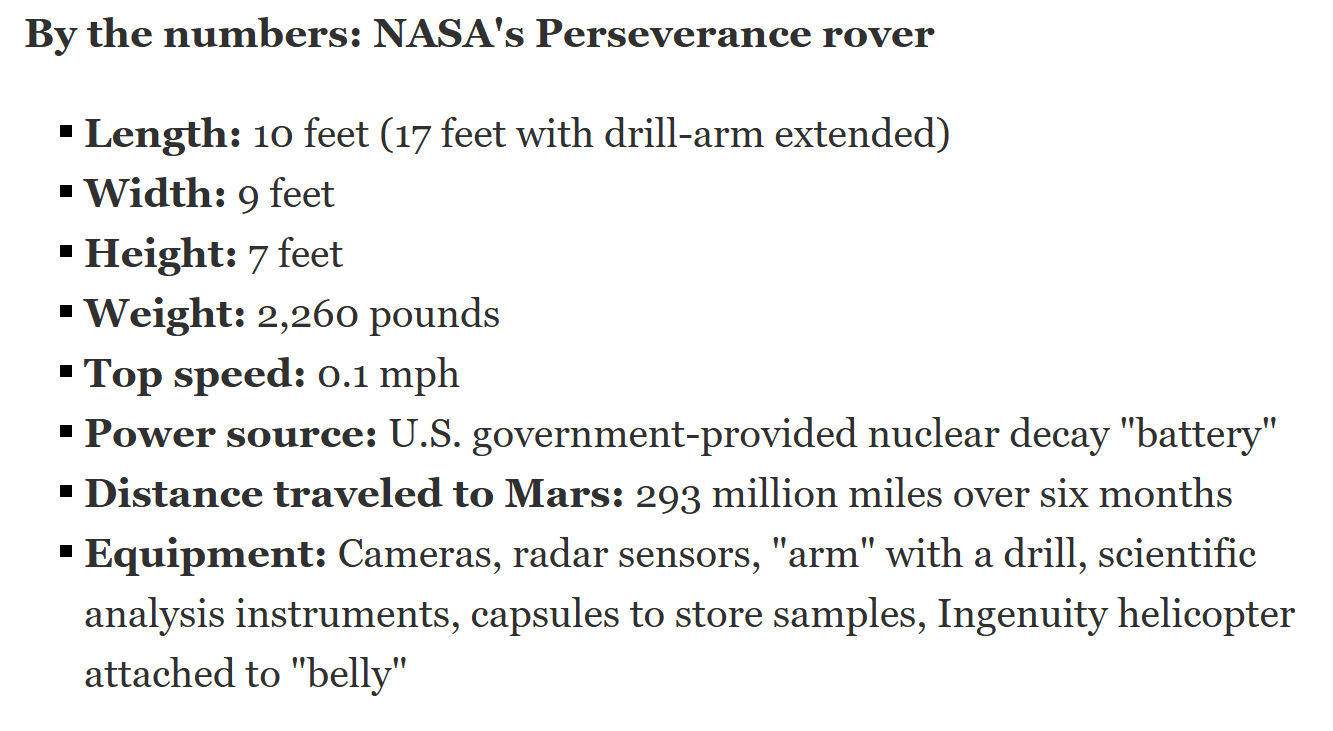 By the numbers: NASA's Perseverance rover
▪ Length: 10 feet (17 feet with drill-arm extended)
▪ Width: 9 feet
▪ Height: 7 feet
▪ Weight: 2,260 pounds
▪ Top speed: 0.1 mph
▪ Power source: U.S. government-provided nuclear decay "battery"
▪ Distance traveled to Mars: 293 million miles over six months
▪ Equipment: Cameras, radar sensors, "arm" with a drill, scientific
analysis instruments, capsules to store samples, Ingenuity helicopter
attached to "belly"